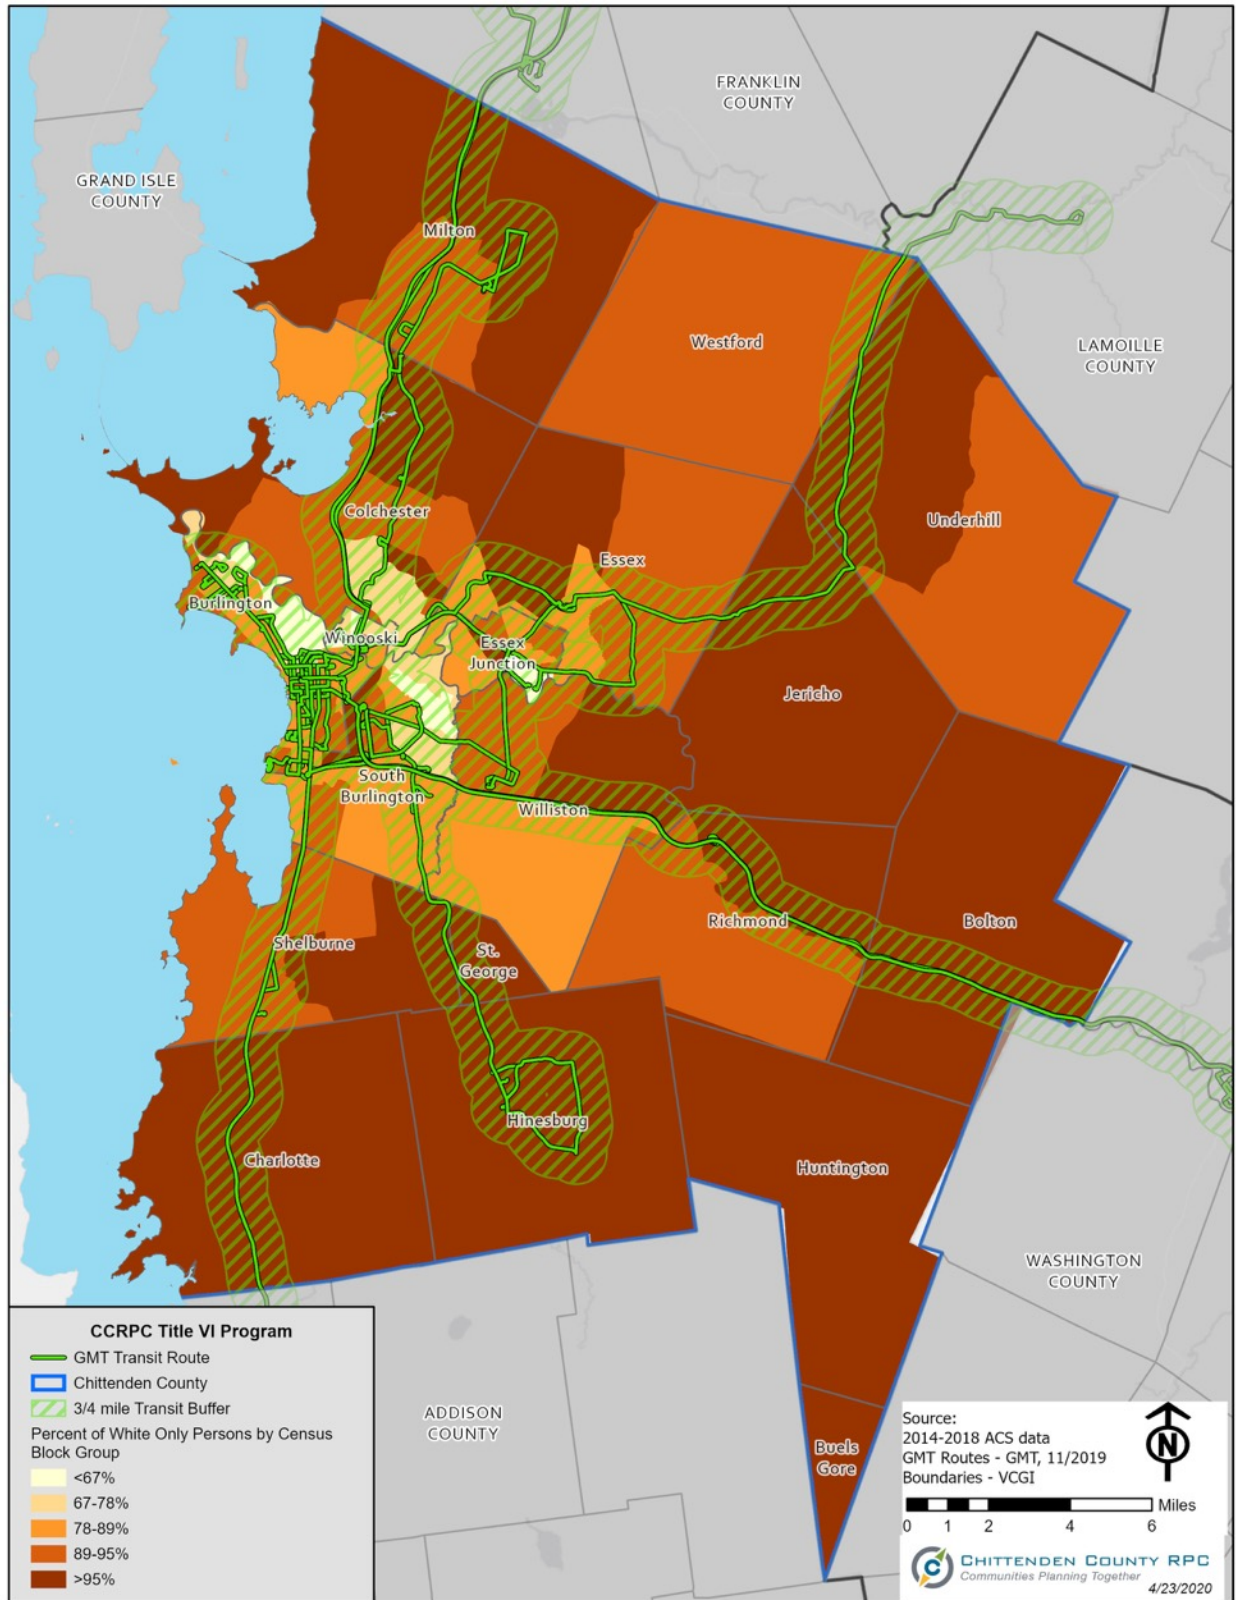 FRANKLIN
COUNTY
GRAND ISLE
COUNTY
Milton
Westford
LAMOILLE
COUNTY
Colchester
Underhill
Essex
Burlington
Winooski
Essex
Junction
Jericho
South
Burlington
Williston
Richmond
Bolton
Shelburne
St.
George
Hinesburg
Charlotte
Huntington
WASHINGTON
COUNTY
ADDISON
COUNTY
Buels
Gore
CCRPC Title VI Program
GMT Transit Route
Chittenden County
3/4 mile Transit Buffer
Percent of White Only Persons by Census
Block Group
<67%
67-78%
78-89%
89-95%
>95%
Source:
2014-2018 ACS data
GMT Routes - GMT, 11/2019
Boundaries - VCGI
N
Miles
0 1 2 4 6
C
CHITTENDEN COUNTY RPC
Communities Planning Together
4/23/2020